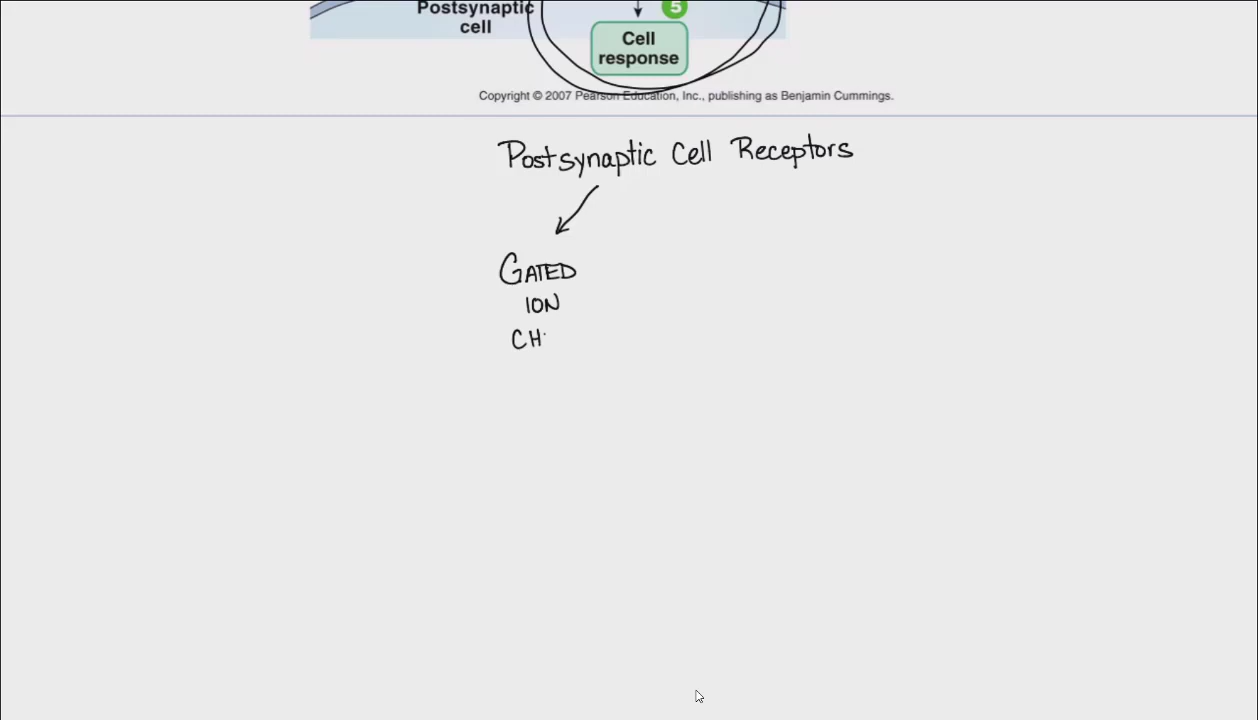 Postsynaptic
cell
5
Cell
response
Copyright © 2007 Pearson Education, Inc., publishing as Benjamin Cummings.
Postsynaptic Cell Receptors
GATED
ION
CH